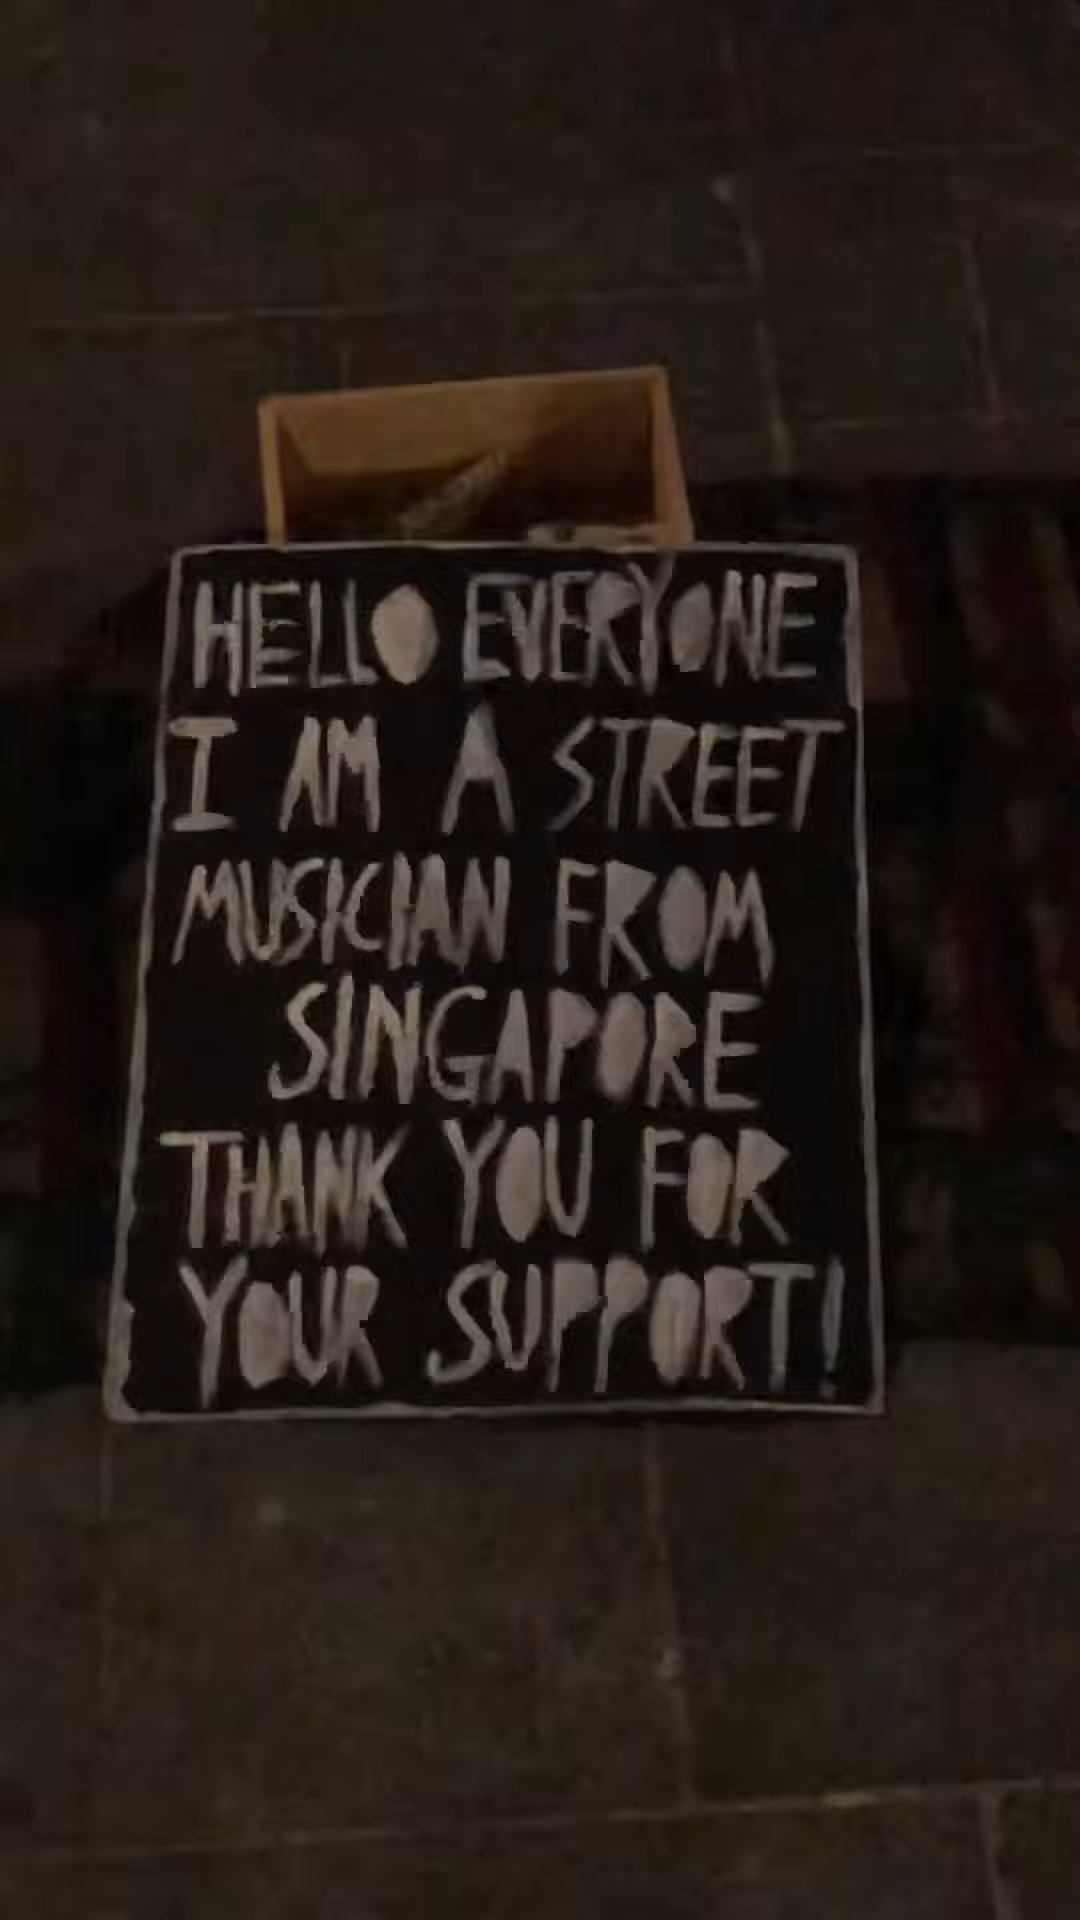 HELLO EVERYONE
I AM A STREET
MUSICIAN FROM
SINGAPORE
THANK YOU FOR
YOUR SUPPORT!